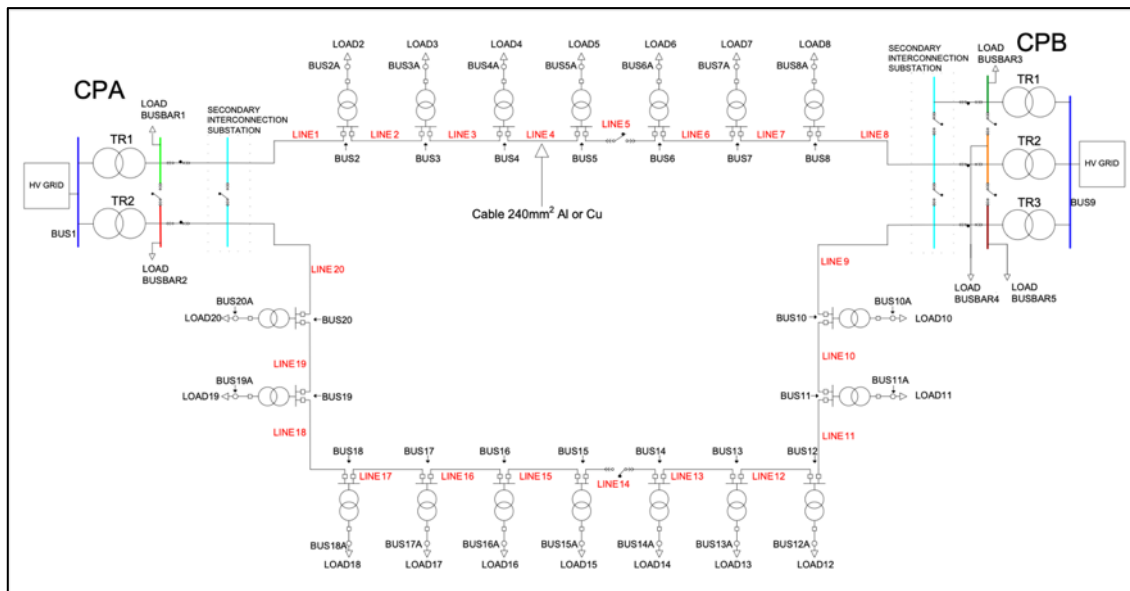 LOAD2 LOAD3 LOAD4 LOAD5 LOAD6 LOAD7 LOAD8
BUS2A BUS3A BUS4A BUS5A BUS6A BUS7A BUS8A
CPA
CPB
SECONDARY
INTERCONNECTION
SUBSTATION
LOAD
BUSBAR3
TR1
LOAD
BUSBAR1
SECONDARY
INTERCONNECTION
SUBSTATION
TR1
LINE1 LINE 2 LINE3 LINE 4 LINE 5 LINE 6 LINE 7 LINE 8
BUS2 BUS3 BUS4 BUS5 BUS6 BUS7 BUS8
TR2
HV GRID
HV GRID
TR2
Cable 240mm² Al or Cu
TR3
BUS1
BUS9
LOAD
BUSBAR2
LINE 20
LINE 9
LOAD
BUSBAR4
LOAD
BUSBAR5
BUS20A
LOAD20
BUS20
BUS10A
BUS10
LOAD10
LINE19
LINE 10
BUS19A
LOAD19
BUS19
BUS11A
BUS11
LOAD11
LINE 18
LINE 11
BUS18 BUS17 BUS16 BUS15 BUS14 BUS13 BUS12
LINE17 LINE 16 LINE15 LINE 14 LINE13 LINE 12
BUS18A BUS17A BUS16A BUS15A BUS14A BUS13A BUS12A
LOAD18 LOAD17 LOAD16 LOAD15 LOAD14 LOAD13 LOAD12